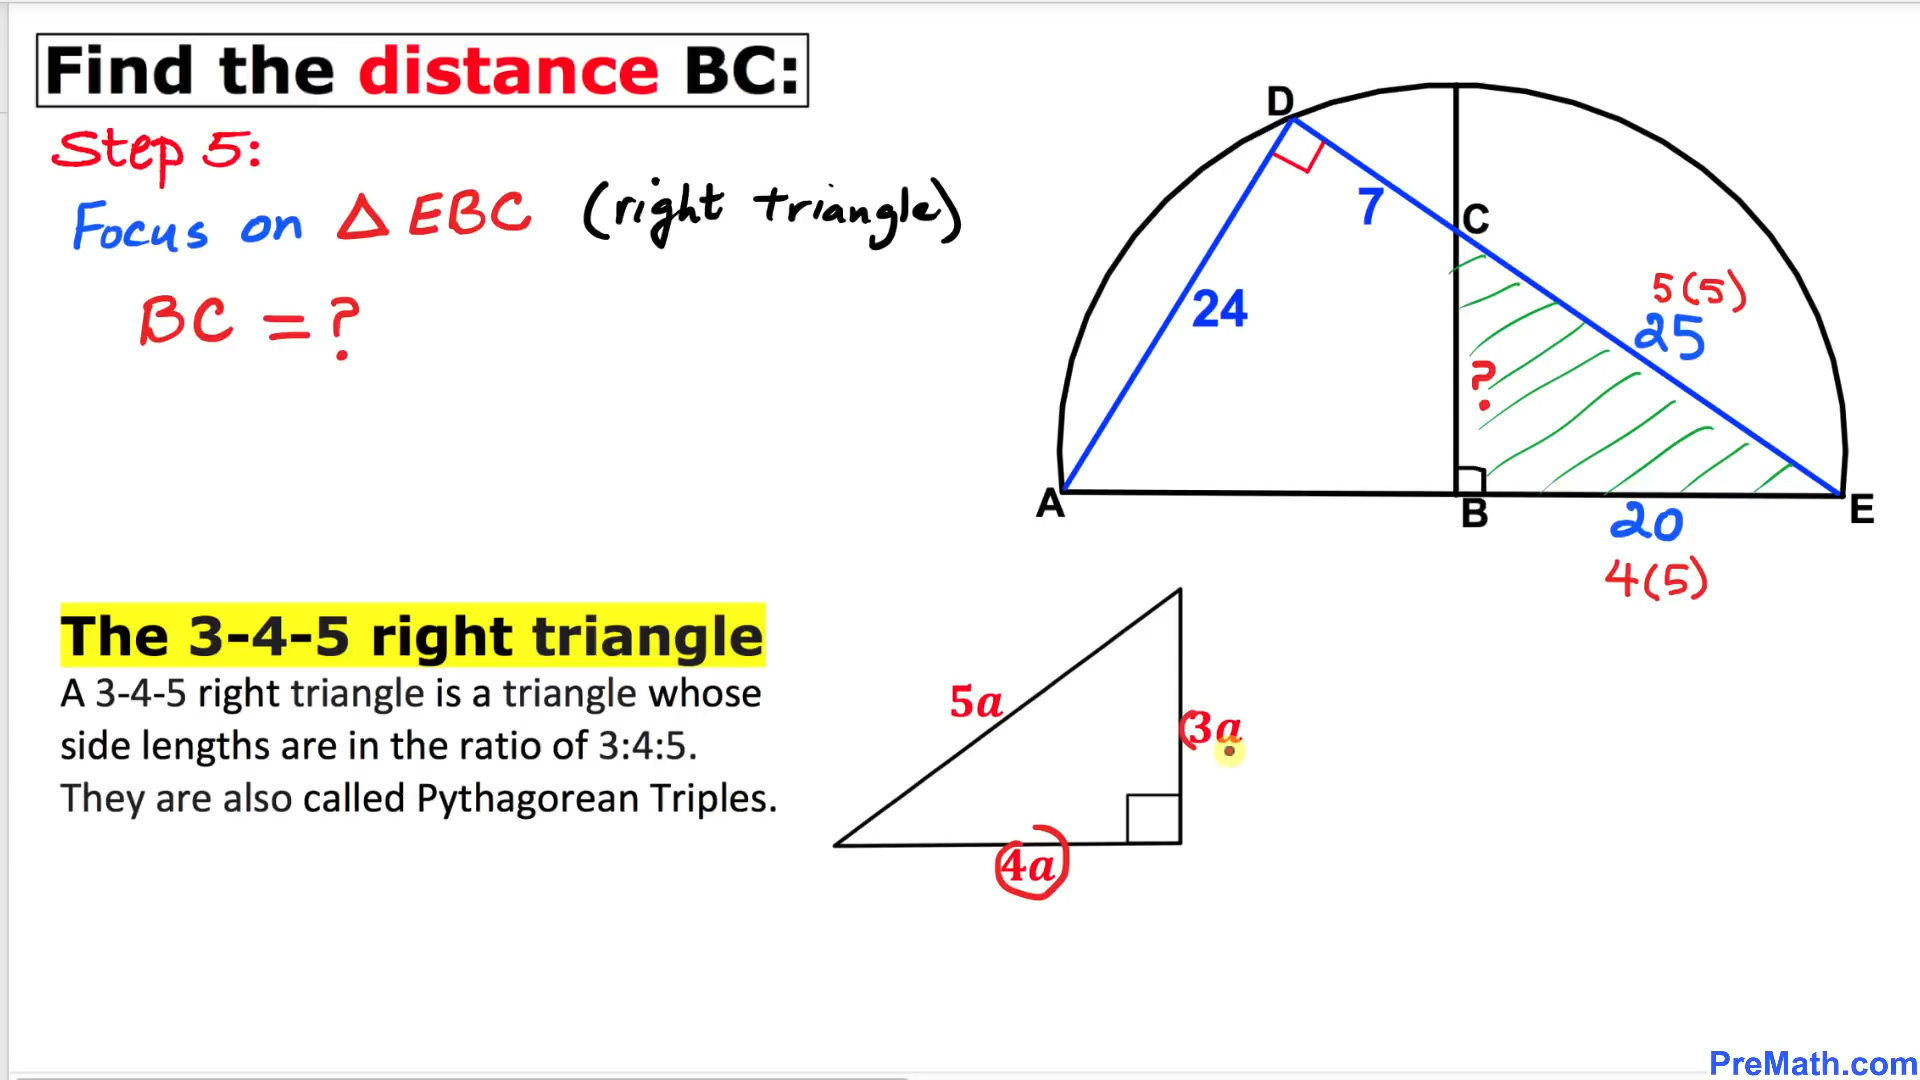 Find the distance BC:
Step 5:
Focus on △ EBC (right triangle)
BC = ?
D
7
C
24
5(5)
25
?
A
B
E
20
4(5)
The 3-4-5 right triangle
A 3-4-5 right triangle is a triangle whose
side lengths are in the ratio of 3:4:5.
They are also called Pythagorean Triples.
5a
(3a
4a
PreMath.com